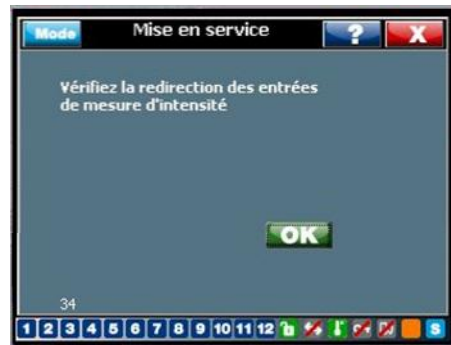 Mode Mise en service ? X
Vérifiez la redirection des entrées
de mesure d'intensité
OK
34
1 2 3 4 5 6 7 8 9 10 11 12 S